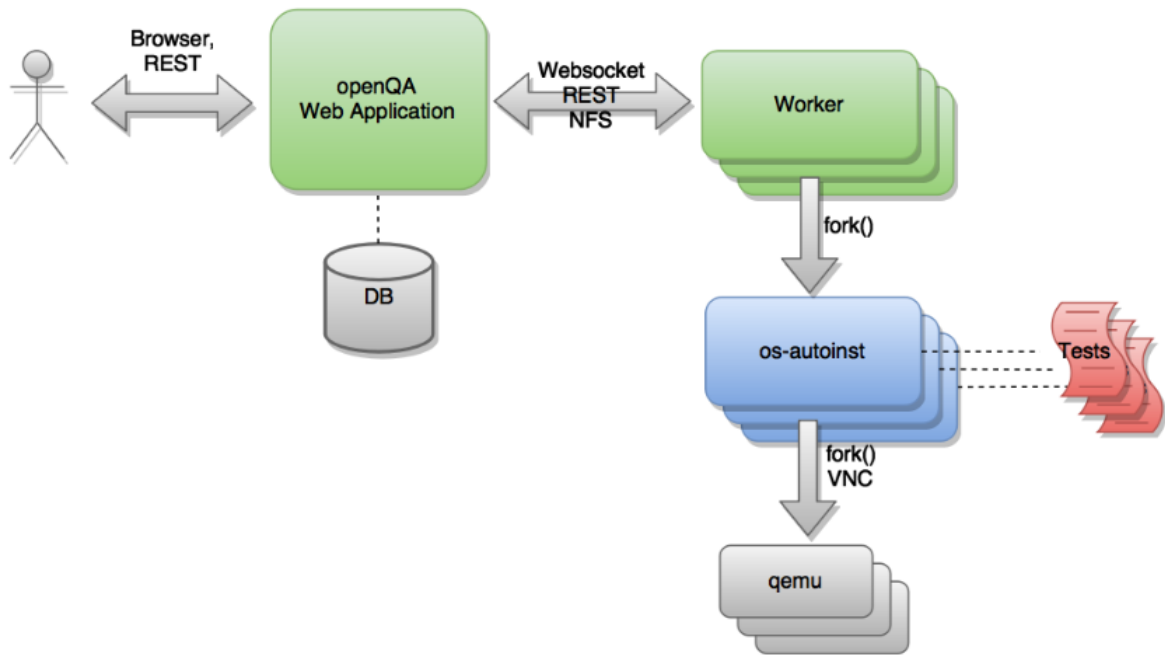 Browser,
REST
openQA
Web Application
Websocket
REST
NFS
Worker
fork()
DB
os-autoinst
Tests
fork()
VNC
qemu